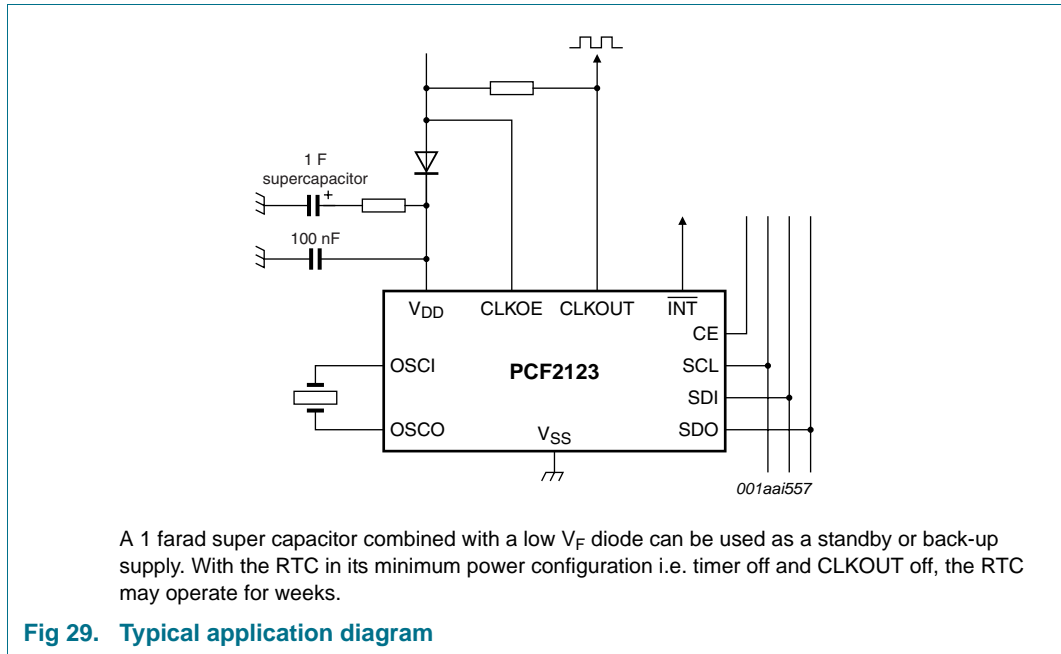 1 F
supercapacitor
+
100 nF
VDD
CLKOE
CLKOUT
INT
CE
OSCI
PCF2123
SCL
SDI
OSCO
VSS
SDO
001aai557
A 1 farad super capacitor combined with a low VF diode can be used as a standby or back-up
supply. With the RTC in its minimum power configuration i.e. timer off and CLKOUT off, the RTC
may operate for weeks.
Fig 29. Typical application diagram